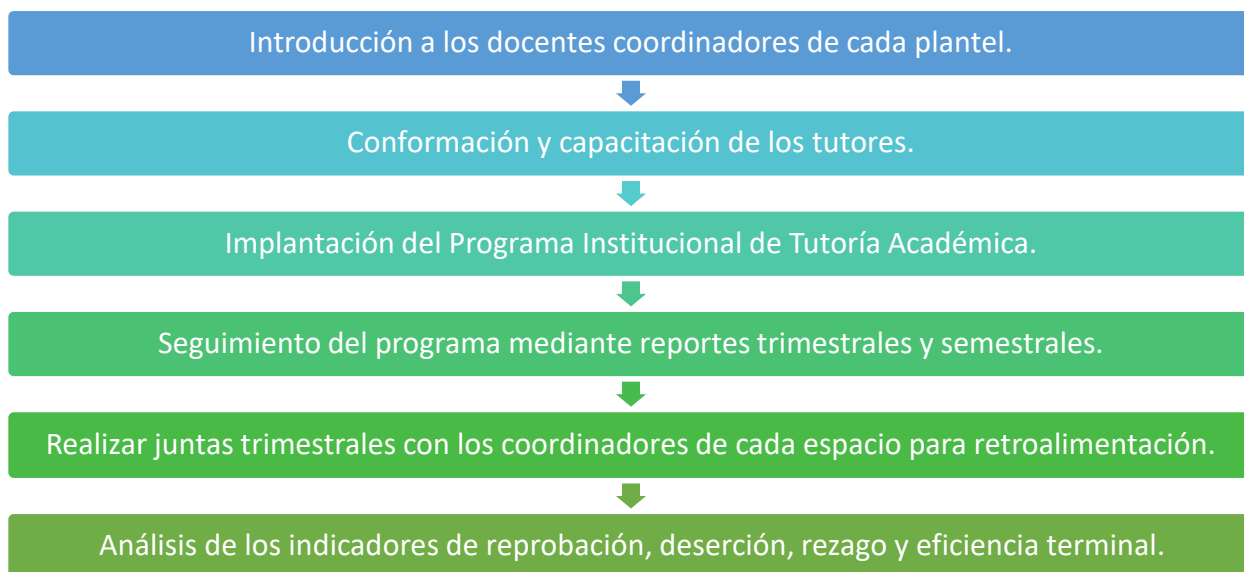 Introducción a los docentes coordinadores de cada plantel.
Conformación y capacitación de los tutores.
Implantación del Programa Institucional de Tutoría Académica.
Seguimiento del programa mediante reportes trimestrales y semestrales.
Realizar juntas trimestrales con los coordinadores de cada espacio para retroalimentación.
Análisis de los indicadores de reprobación, deserción, rezago y eficiencia terminal.